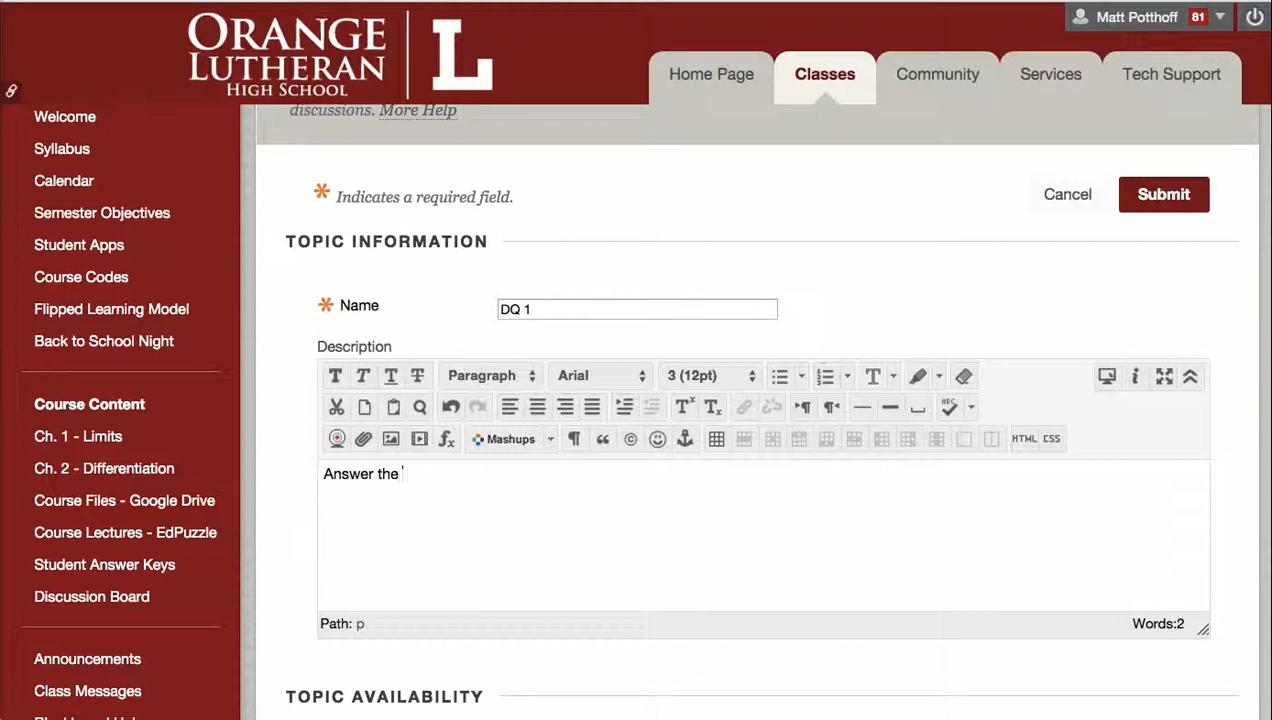 ORANGE
LUTHERAN
HIGH SCHOOL
L
Matt Potthoff 81
Home Page
Classes
Community
Services
Tech Support
Welcome
Syllabus
Calendar
Semester Objectives
Student Apps
Course Codes
Flipped Learning Model
Back to School Night
Course Content
Ch. 1 - Limits
Ch. 2 - Differentiation
Course Files - Google Drive
Course Lectures - EdPuzzle
Student Answer Keys
Discussion Board
Announcements
Class Messages
discussions. More Help
Indicates a required field.
Cancel
Submit
TOPIC INFORMATION
Name
DQ 1
Description
T T T T Paragraph Arial 3 (12pt) T
Tx Tx ABC
fx Mashups HTML CSS
Answer the
Path: p
Words:2
TOPIC AVAILABILITY